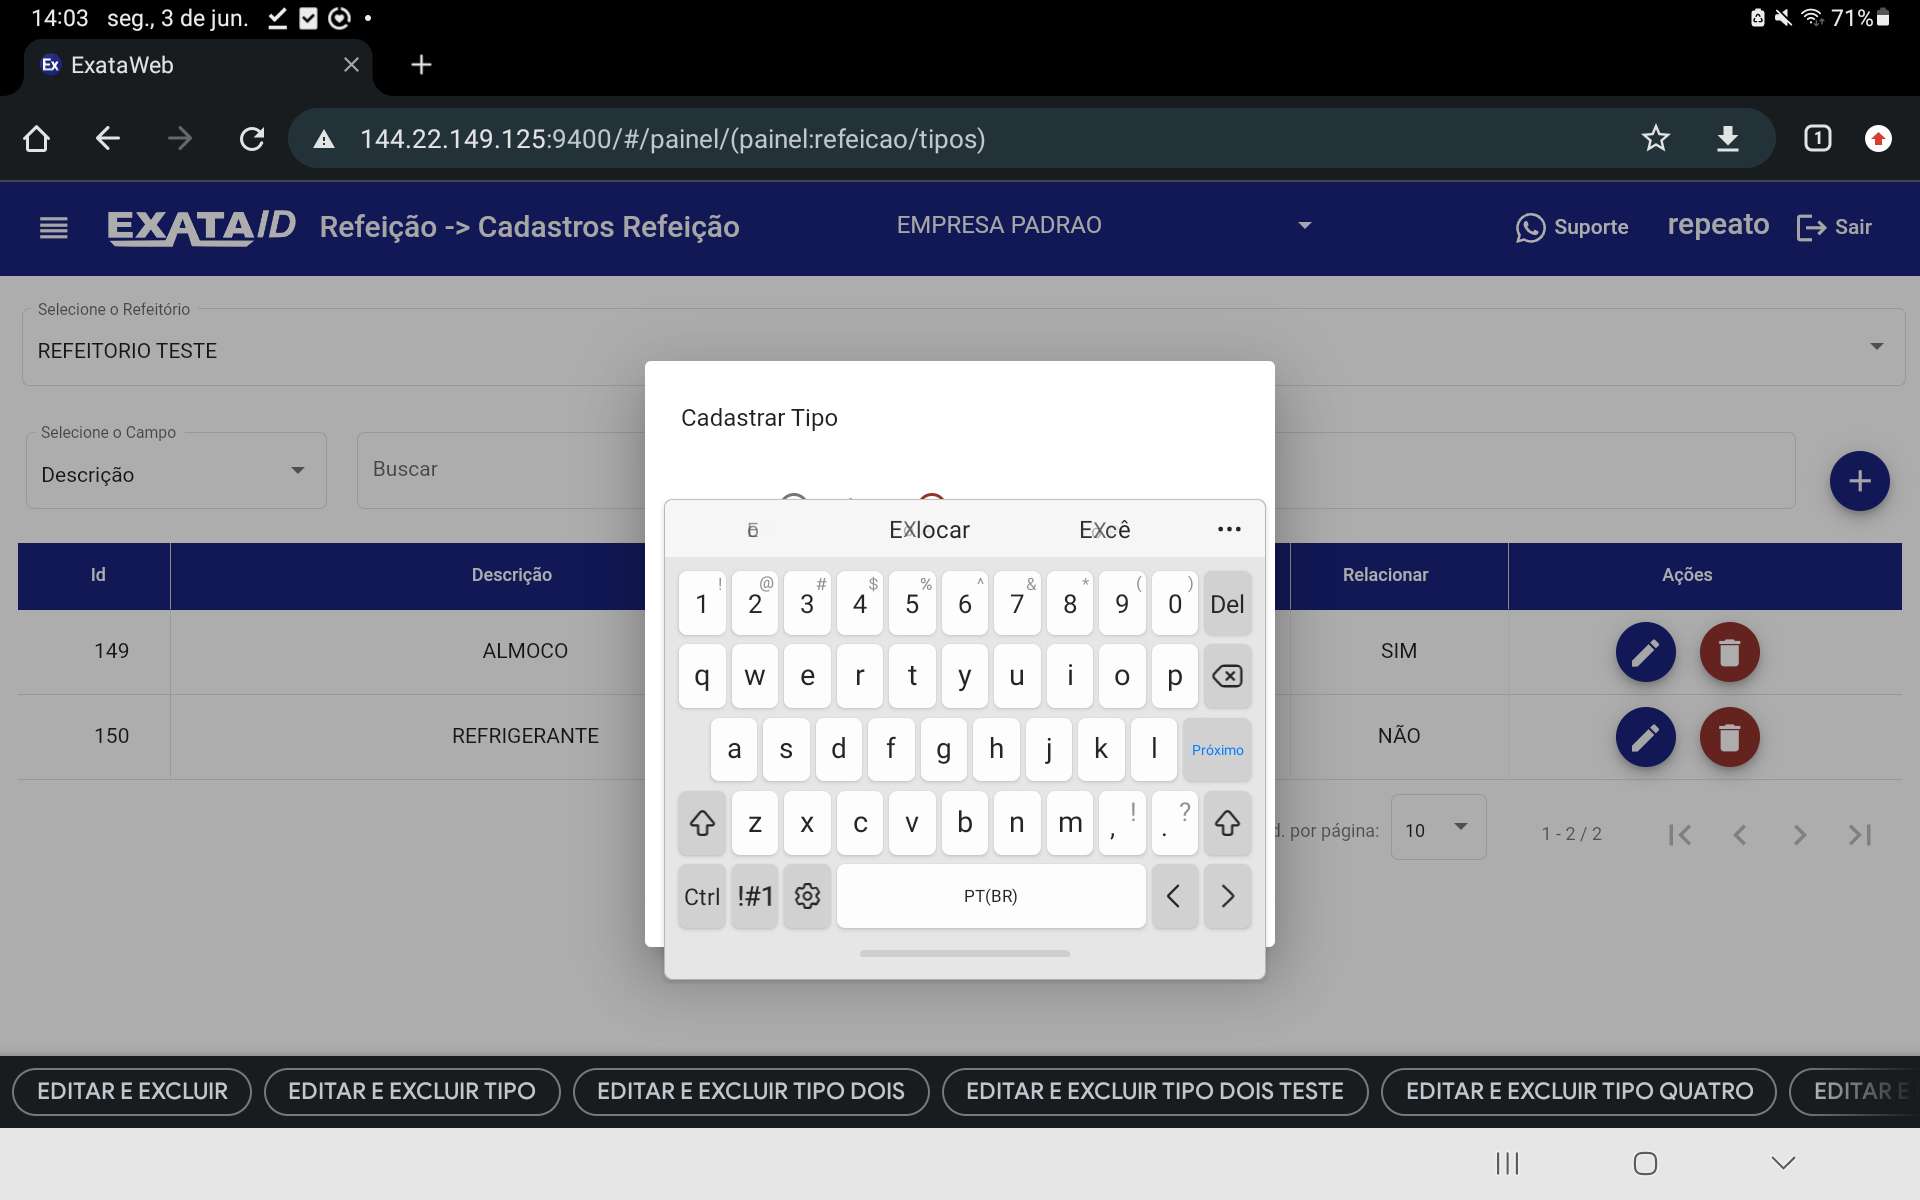 14:03 seg., 3 de jun. 71%
Ex ExataWeb
144.22.149.125:9400/#/painel/(painel:refeicao/tipos) 1
EXATAID Refeição -> Cadastros Refeição EMPRESA PADRAO Suporte repeato Sair
Selecione o Refeitório
REFEITORIO TESTE
Cadastrar Tipo
Selecione o Campo
Descrição Buscar
Id Descrição Relacionar Ações
149 ALMOCO SIM
150 REFRIGERANTE NÃO
d. por página: 10 1 - 2 / 2
! @ # $ % ^ & * ( )
1 2 3 4 5 6 7 8 9 0 Del
q w e r t y u i o p
a s d f g h j k l Próximo
z x c v b n m , ! . ?
Ctrl !#1 PT(BR)
EDITAR E EXCLUIR EDITAR E EXCLUIR TIPO EDITAR E EXCLUIR TIPO DOIS EDITAR E EXCLUIR TIPO DOIS TESTE EDITAR E EXCLUIR TIPO QUATRO EDITAR E